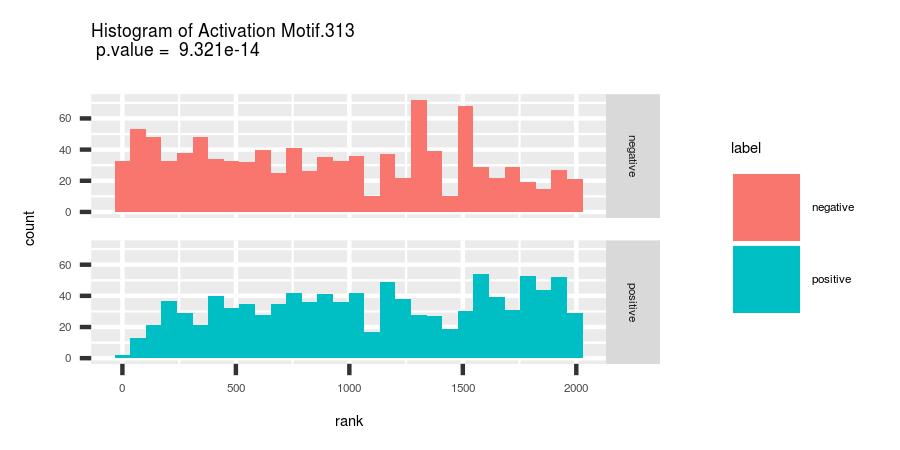 Histogram of Activation Motif.313
p.value = 9.321e-14
count
60
40
20
0
negative
60
40
20
0
positive
0 500 1000 1500 2000
rank
label
negative
positive